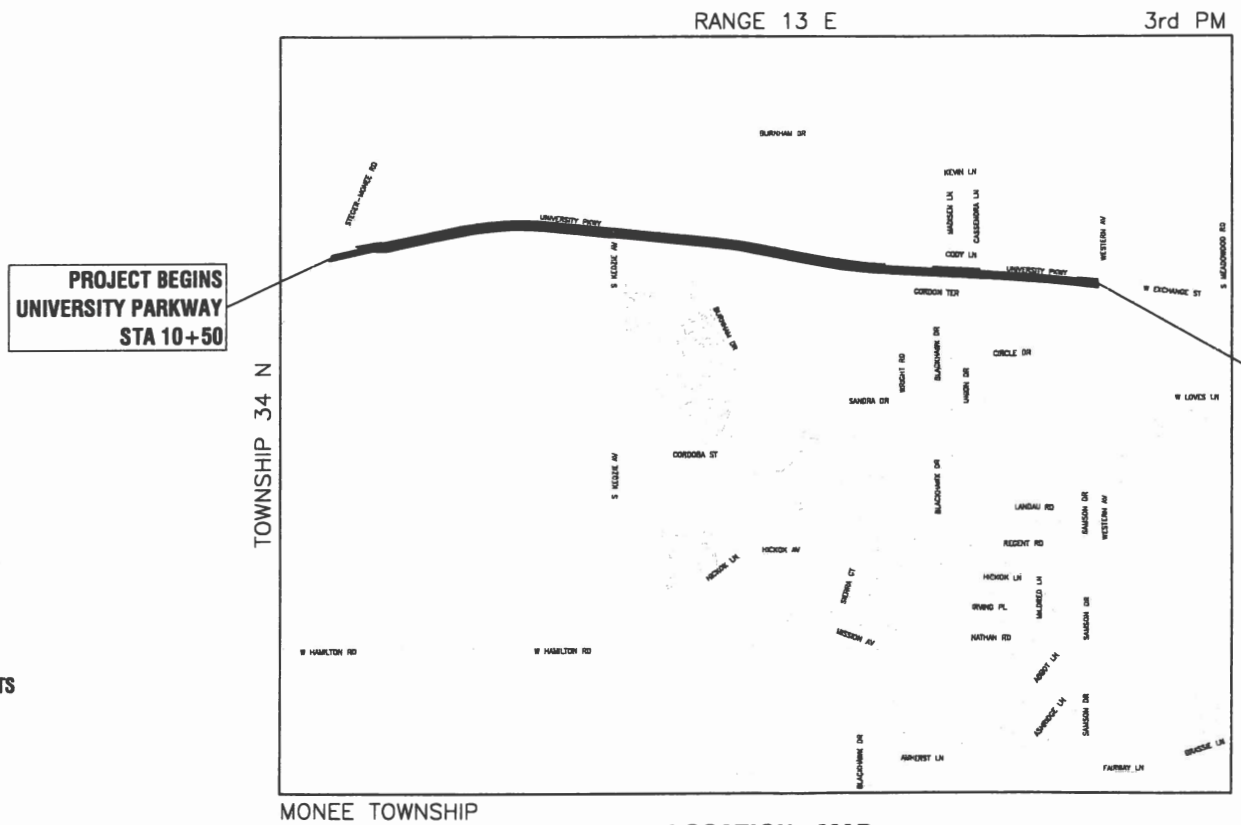 RANGE 13 E
3rd PM
BURNHAM DR
STEGER-MONEE RD
KEVIN LN
MADISEN LN
CASSENDRA LN
UNIVERSITY PKWY
S KEDZIE AV
WESTERN AV
S MEADOWOOD RD
CODY LN
UNIVERSITY PKWY
PROJECT BEGINS
UNIVERSITY PARKWAY
STA 10+50
CORDON TER
W EXCHANGE ST
BURNHAM DR
BLACKHAWK DR
WRIGHT RD
UNION DR
CIRCLE DR
SANDRA DR
W LOVES LN
TOWNSHIP 34 N
CORDOBA ST
S KEDZIE AV
BLACKHAWK DR
LANDAU RD
SAMSON DR
WESTERN AV
REGENT RD
HICKOK AV
HICKOK LN
SIERRA CT
HICKOK LN
MILDRED LN
IRVING PL
SAMSON DR
MISSION AV
NATHAN RD
W HAMILTON RD
W HAMILTON RD
ABBOT LN
TS
ASHRIDGE LN
SAMSON DR
BLACKHAWK DR
AMHERST LN
GRASSIE LN
FAIRWAY LN
MONEE TOWNSHIP